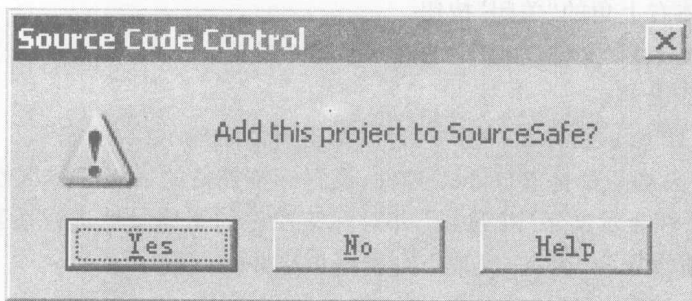 Source Code Control
Add this project to SourceSafe?
Yes
No
Help